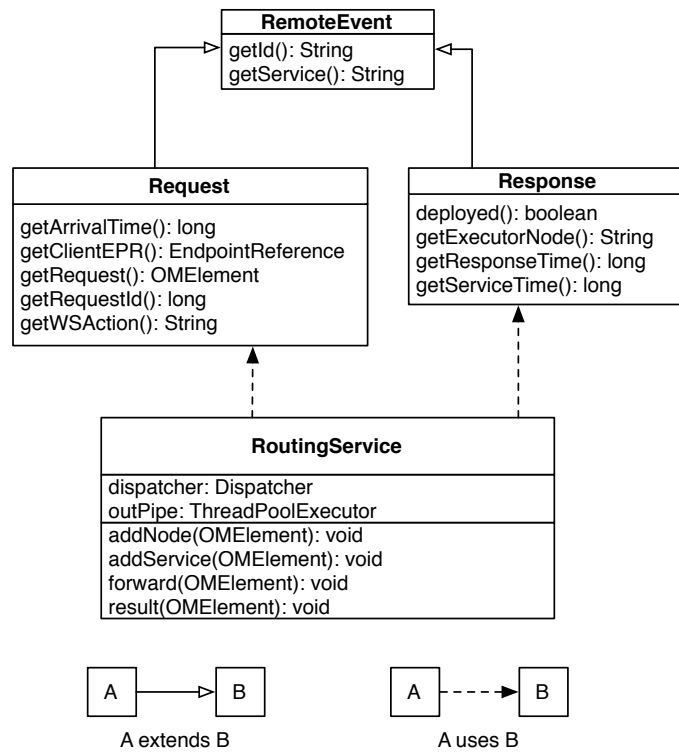 RemoteEvent
getId(): String
getService(): String
Request
getArrivalTime(): long
getClientEPR(): EndpointReference
getRequest(): OMElement
getRequestId(): long
getWSAction(): String
Response
deployed(): boolean
getExecutorNode(): String
getResponseTime(): long
getServiceTime(): long
RoutingService
dispatcher: Dispatcher
outPipe: ThreadPoolExecutor
addNode(OMElement): void
addService(OMElement): void
forward(OMElement): void
result(OMElement): void
A B
A extends B
A B
A uses B